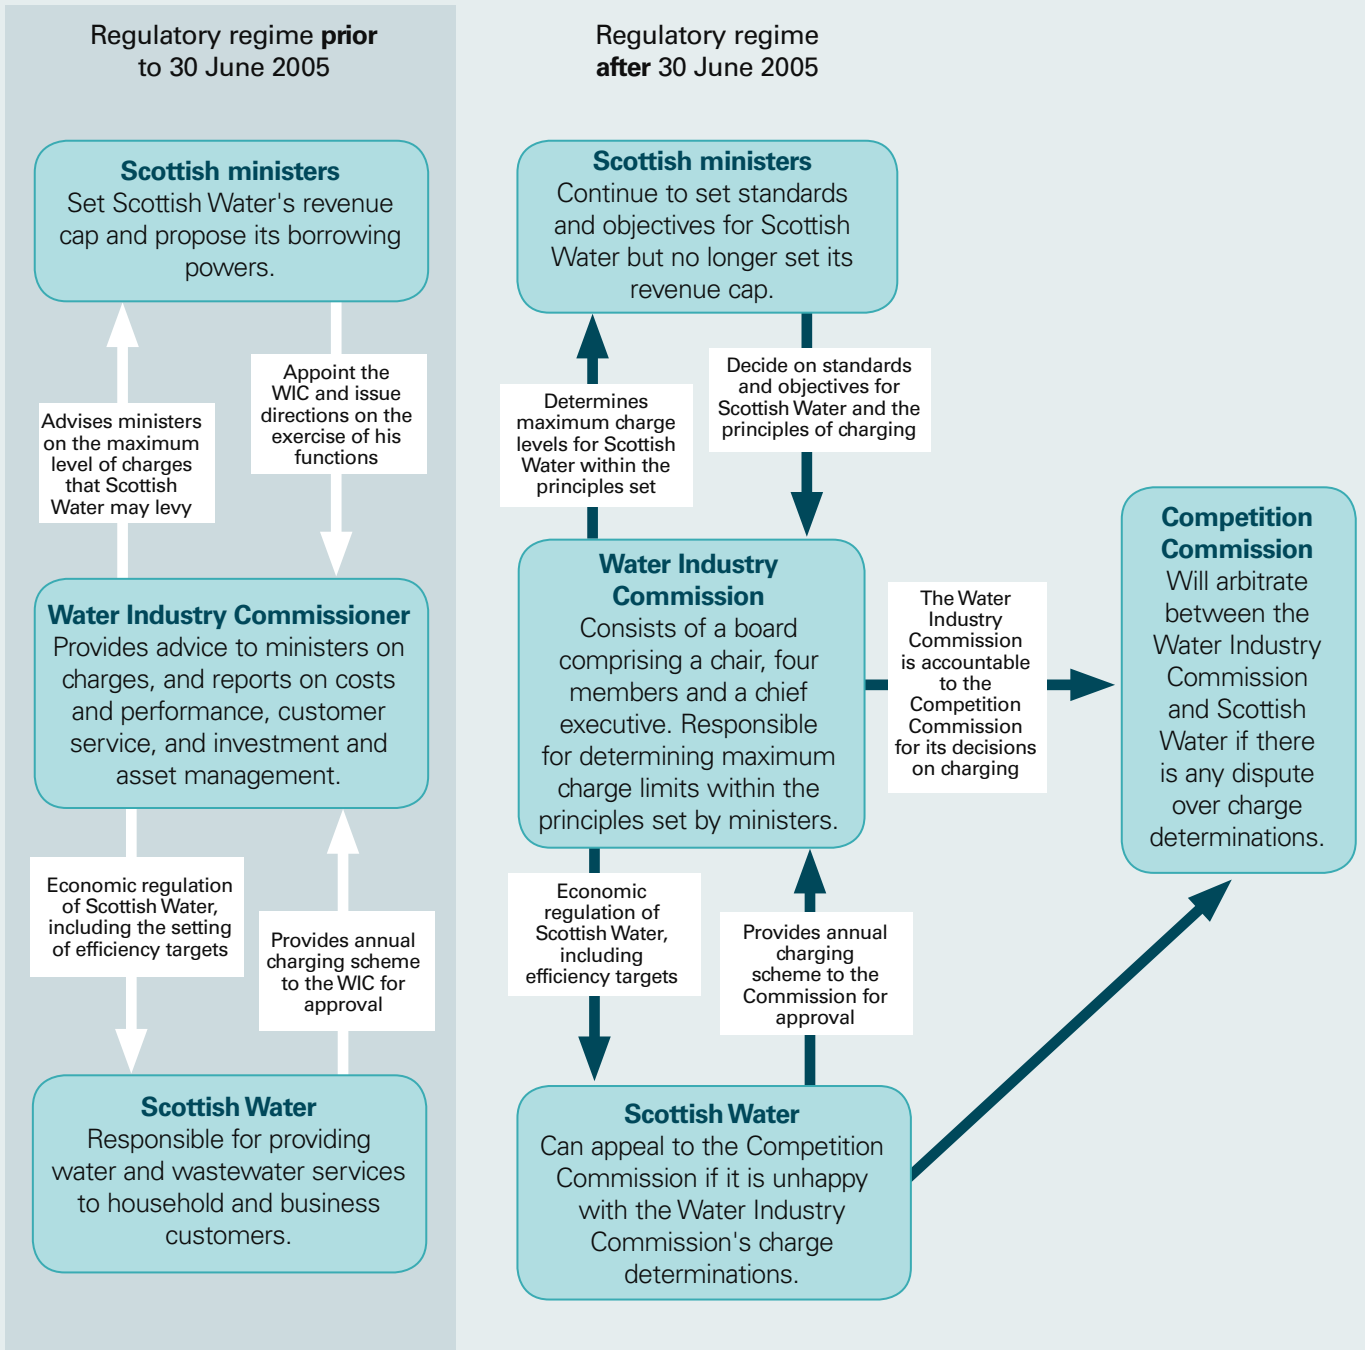 Regulatory regime prior
to 30 June 2005
Scottish ministers
Set Scottish Water's revenue
cap and propose its borrowing
powers.
Advises ministers
on the maximum
level of charges
that Scottish
Water may levy
Appoint the
WIC and issue
directions on the
exercise of his
functions
Water Industry Commissioner
Provides advice to ministers on
charges, and reports on costs
and performance, customer
service, and investment and
asset management.
Economic regulation
of Scottish Water,
including the setting
of efficiency targets
Provides annual
charging scheme
to the WIC for
approval
Scottish Water
Responsible for providing
water and wastewater services
to household and business
customers.
Regulatory regime
after 30 June 2005
Scottish ministers
Continue to set standards
and objectives for Scottish
Water but no longer set its
revenue cap.
Determines
maximum charge
levels for Scottish
Water within the
principles set
Decide on standards
and objectives for
Scottish Water and the
principles of charging
Water Industry
Commission
Consists of a board
comprising a chair, four
members and a chief
executive. Responsible
for determining maximum
charge limits within the
principles set by ministers.
The Water
Industry
Commission
is accountable
to the
Competition
Commission
for its decisions
on charging
Competition
Commission
Will arbitrate
between the
Water Industry
Commission
and Scottish
Water if there
is any dispute
over charge
determinations.
Economic
regulation of
Scottish Water,
including
efficiency targets
Provides annual
charging
scheme to the
Commission for
approval
Scottish Water
Can appeal to the Competition
Commission if it is unhappy
with the Water Industry
Commission's charge
determinations.